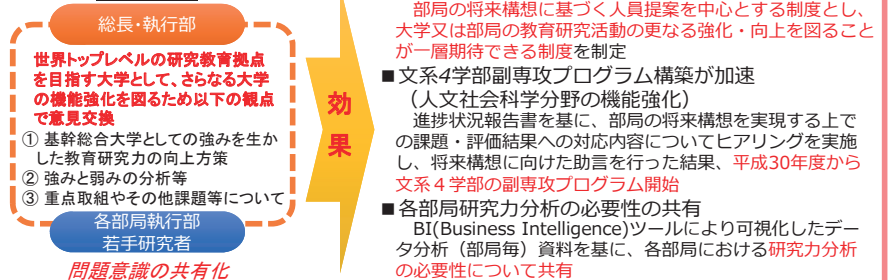 総長・執行部
世界トップレベルの研究教育拠点
を目指す大学として、さらなる大学
の機能強化を図るため以下の観点
で意見交換
① 基幹総合大学としての強みを生か
した教育研究力の向上方策
② 強みと弱みの分析等
③ 重点取組やその他課題等について
各部局執行部
若手研究者
問題意識の共有化
効
果
部局の将来構想に基づく人員提案を中心とする制度とし、
大学又は部局の教育研究活動の更なる強化・向上を図ること
が一層期待できる制度を制定
■文系4学部副専攻プログラム構築が加速
（人文社会科学分野の機能強化）
進捗状況報告書を基に、部局の将来構想を実現する上で
の課題・評価結果への対応内容についてヒアリングを実施
し、将来構想に向けた助言を行った結果、平成30年度から
文系４学部の副専攻プログラム開始
■各部局研究力分析の必要性の共有
BI(Business Intelligence)ツールにより可視化したデー
タ分析（部局毎）資料を基に、各部局における研究力分析
の必要性について共有